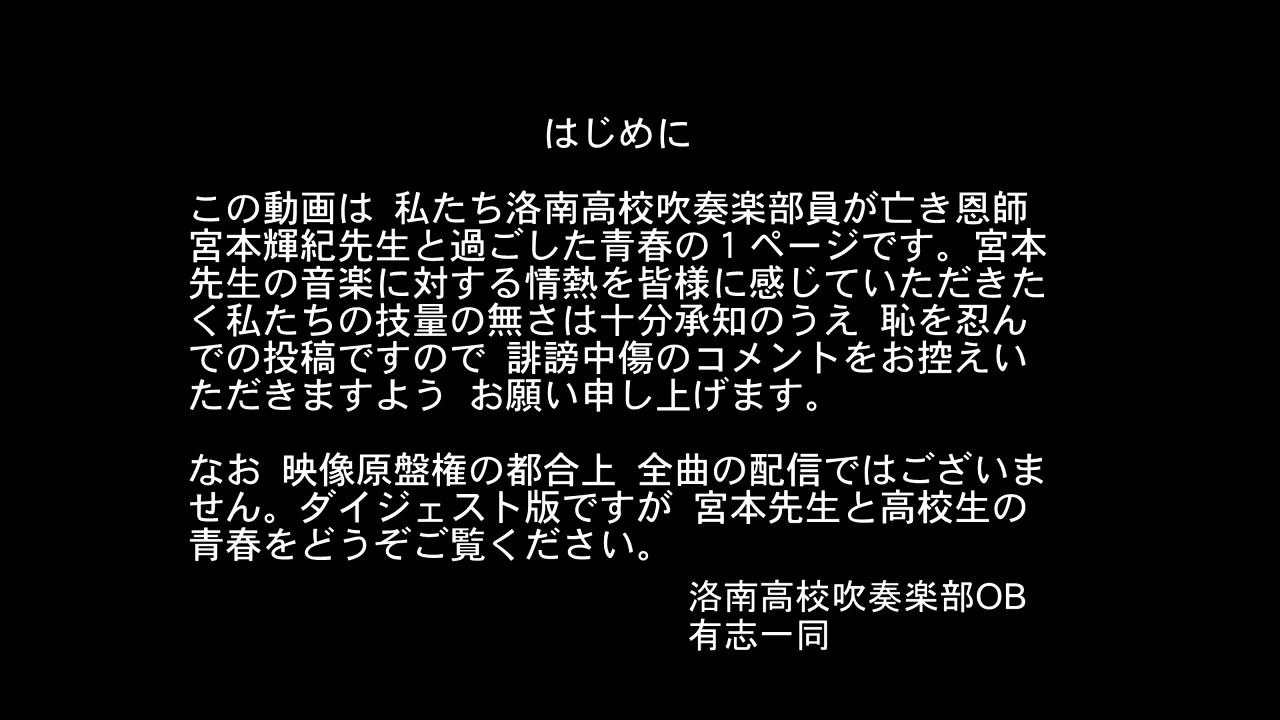 はじめに
この動画は 私たち洛南高校吹奏楽部員が亡き恩師
宮本輝紀先生と過ごした青春の１ページです。宮本
先生の音楽に対する情熱を皆様に感じていただきた
く私たちの技量の無さは十分承知のうえ 恥を忍ん
での投稿ですので 誹謗中傷のコメントをお控えい
ただきますよう お願い申し上げます。
なお 映像原盤権の都合上 全曲の配信ではございま
せん。ダイジェスト版ですが 宮本先生と高校生の
青春をどうぞご覧ください。
洛南高校吹奏楽部OB
有志一同